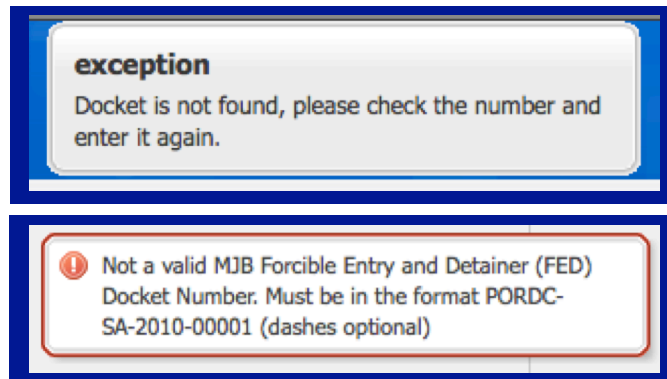 exception
Docket is not found, please check the number and
enter it again.
Not a valid MJB Forcible Entry and Detainer (FED)
Docket Number. Must be in the format PORDC-
SA-2010-00001 (dashes optional)